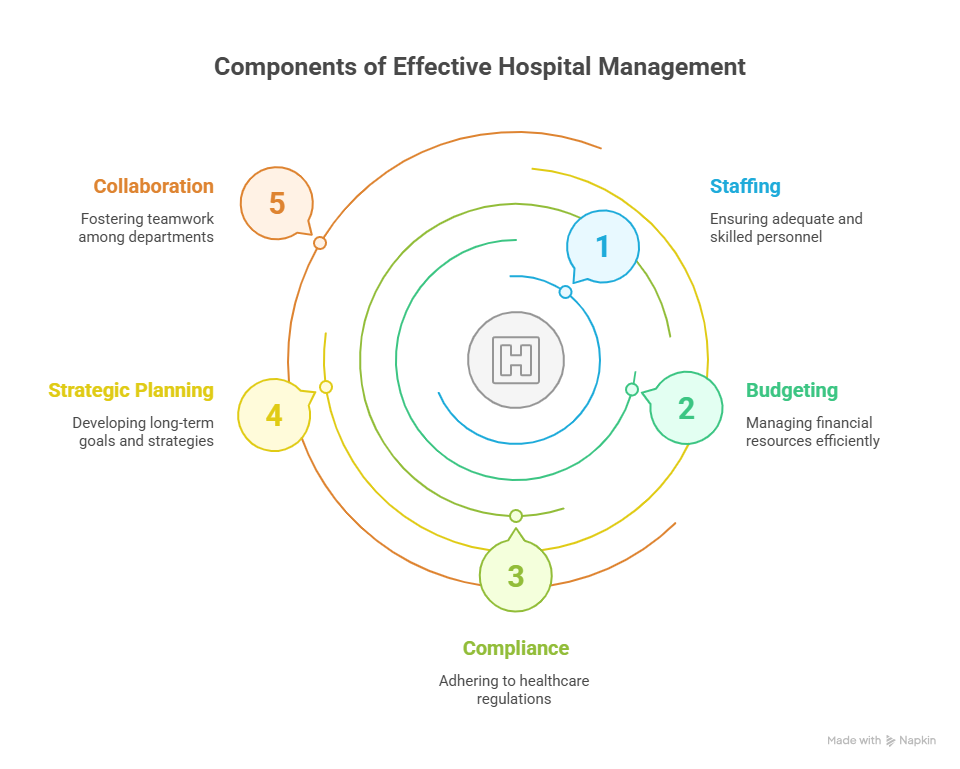 Components of Effective Hospital Management
1
Staffing
Ensuring adequate and
skilled personnel
2
Budgeting
Managing financial
resources efficiently
3
Compliance
Adhering to healthcare
regulations
4
Strategic Planning
Developing long-term
goals and strategies
5
Collaboration
Fostering teamwork
among departments
H
Made with Napkin